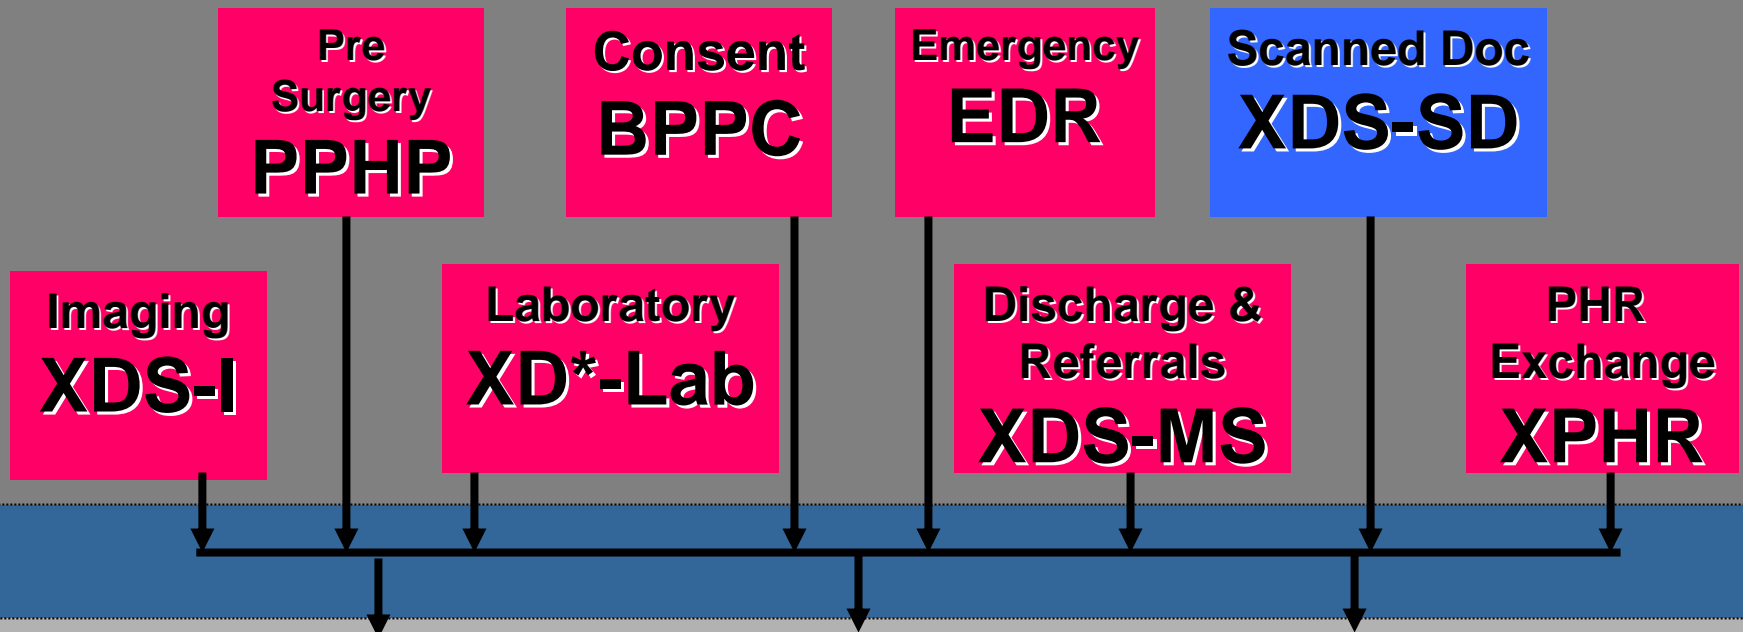 Pre
Surgery
PPHP
Consent
BPPC
Emergency
EDR
Scanned Doc
XDS-SD
Imaging
XDS-I
Laboratory
XD*-Lab
Discharge &
Referrals
XDS-MS
PHR
Exchange
XPHR